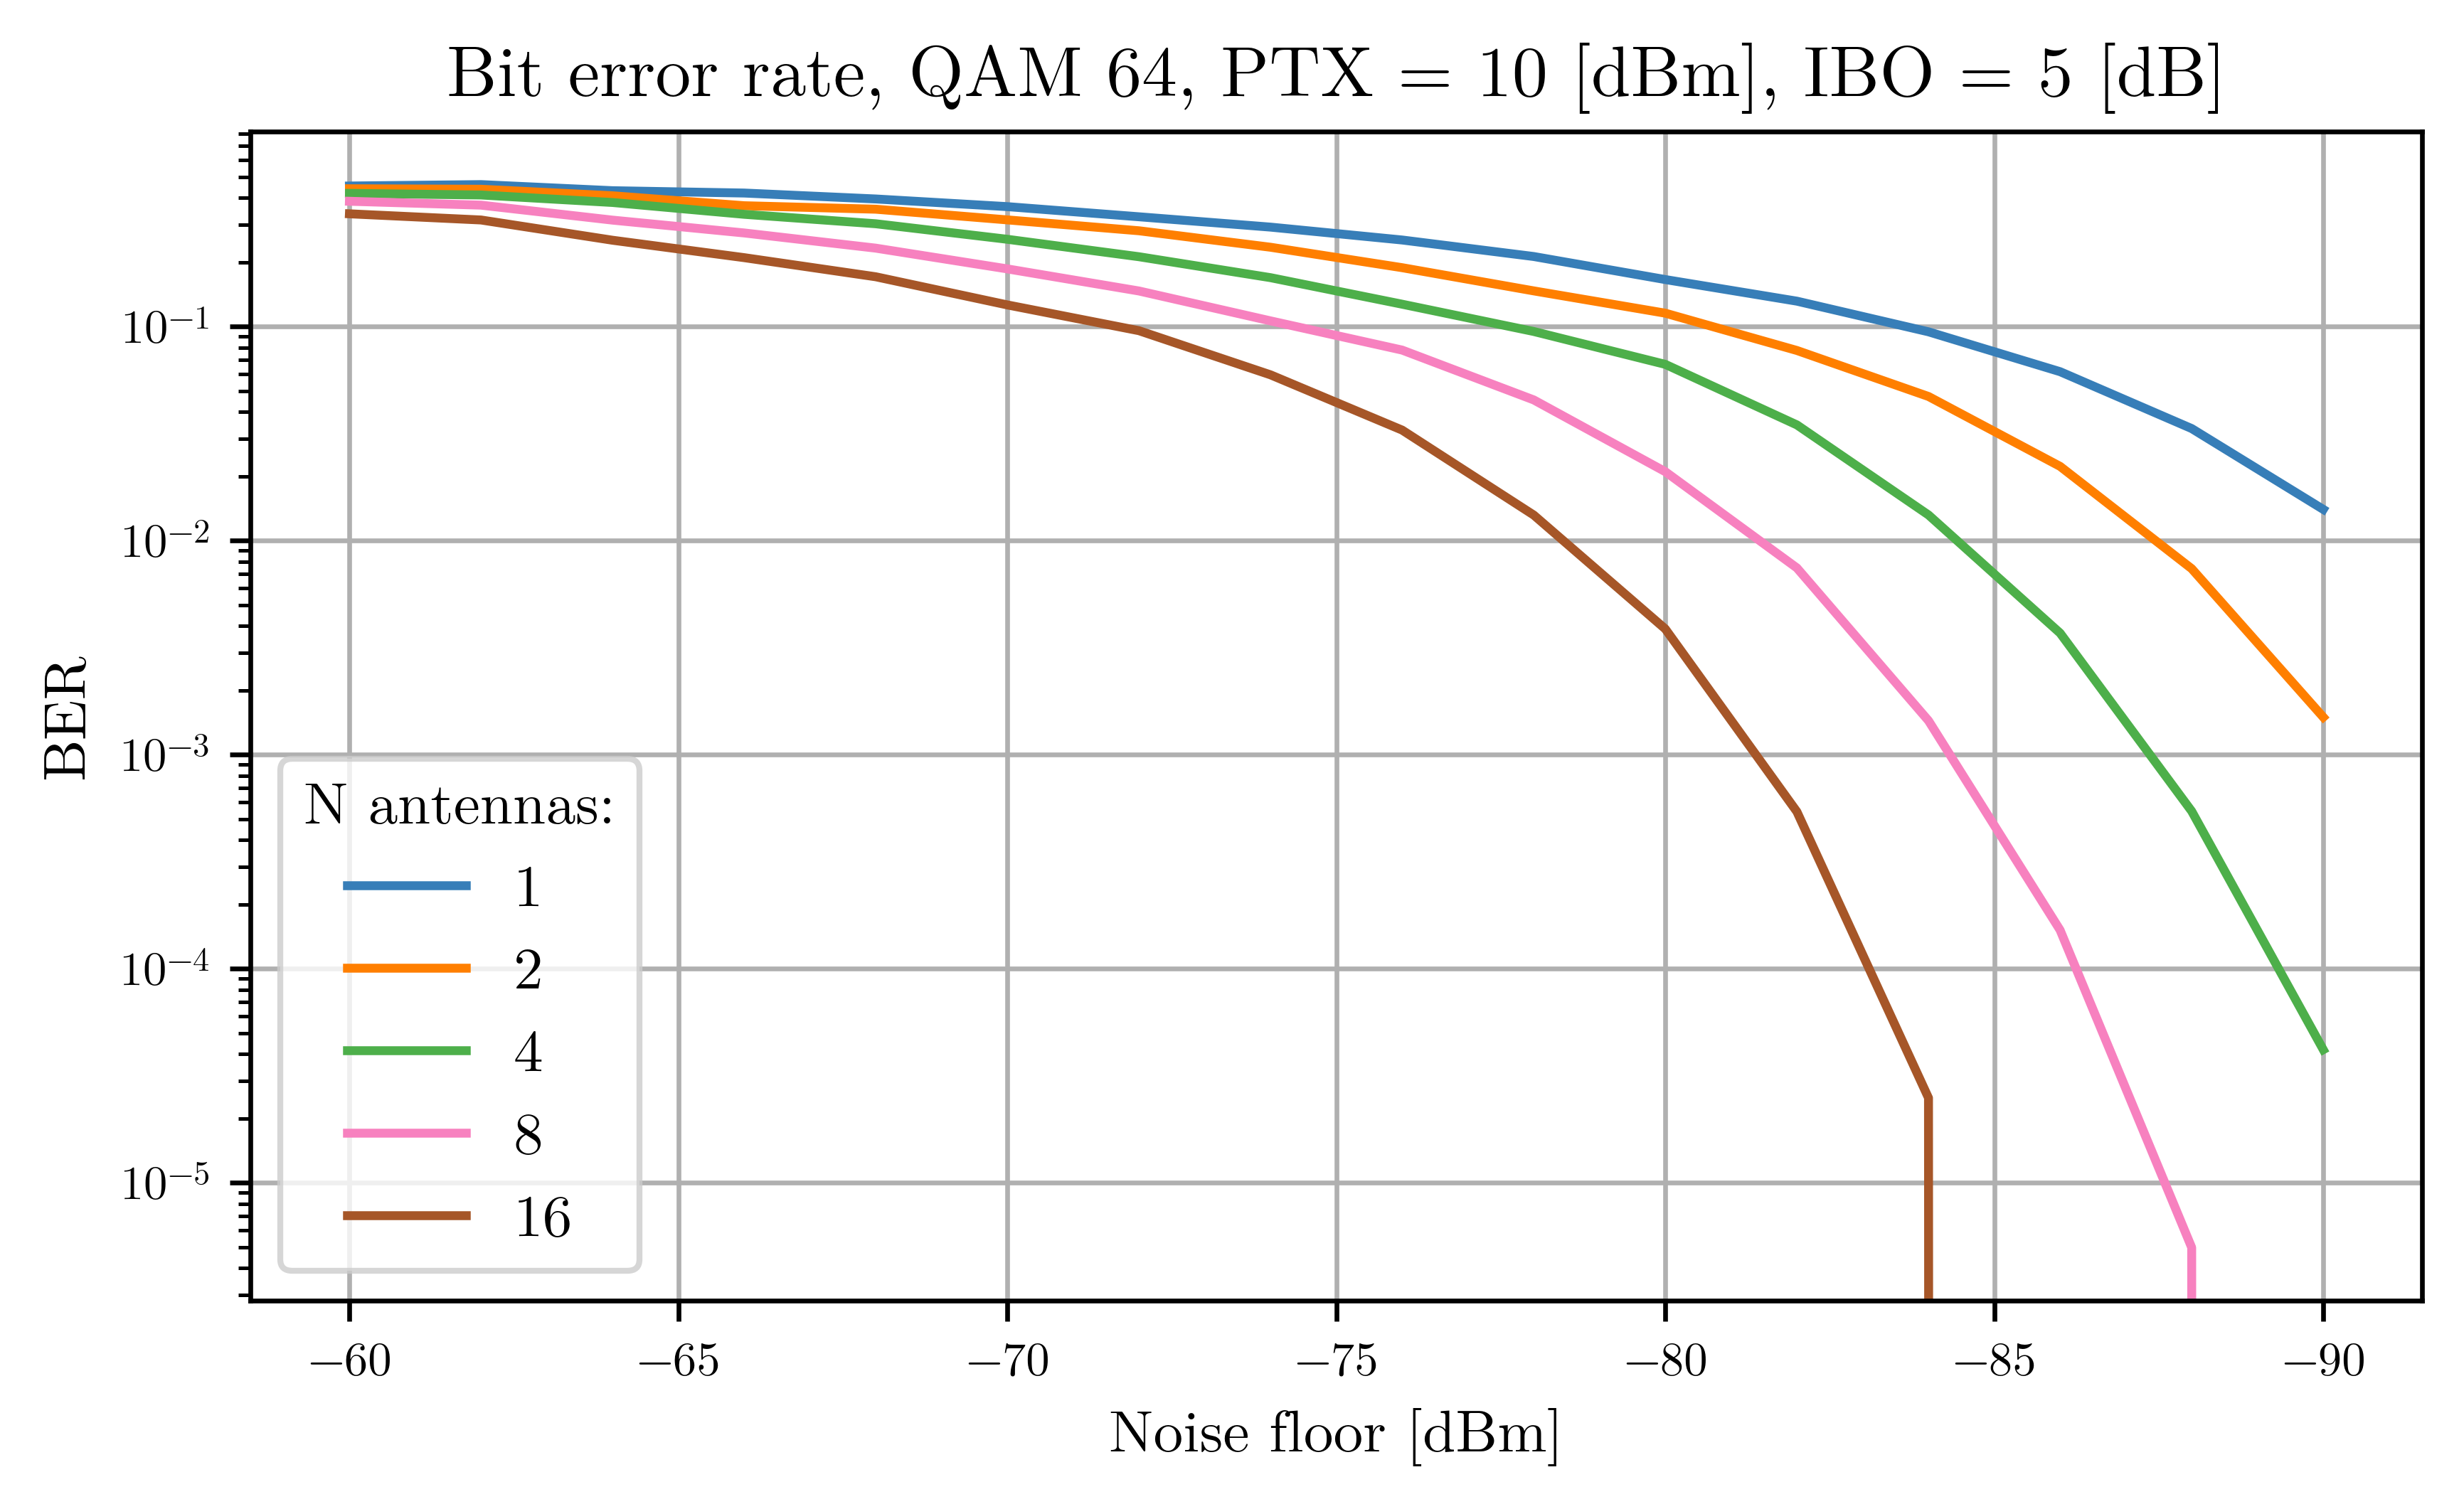 Bit error rate, QAM 64, PTX = 10 [dBm], IBO = 5 [dB]
BER
10⁻¹
10⁻²
10⁻³
10⁻⁴
10⁻⁵
N antennas:
1
2
4
8
16
−60 −65 −70 −75 −80 −85 −90
Noise floor [dBm]